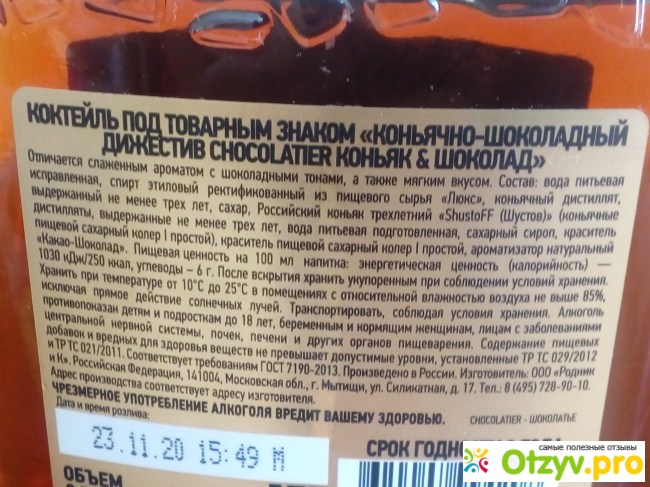 КОКТЕЙЛЬ ПОД ТОВАРНЫМ ЗНАКОМ «КОНЬЯЧНО-ШОКОЛАДНЫЙ
ДИЖЕСТИВ CHOCOLATIER КОНЬЯК & ШОКОЛАД»
Отличается слаженным ароматом с шоколадными тонами, а также мягким вкусом. Состав: вода питьевая
исправленная, спирт этиловый ректификованный из пищевого сырья «Люкс», коньячный дистиллят,
выдержанный не менее трех лет, сахар, Российский коньяк трехлетний «ShustoFF (Шустов)» (коньячные
дистилляты, выдержанные не менее трех лет, вода питьевая подготовленная, сахарный сироп, краситель
пищевой сахарный колер I простой), краситель пищевой сахарный колер I простой, ароматизатор натуральный
«Какао-Шоколад». Пищевая ценность на 100 мл напитка: энергетическая ценность (калорийность) —
1030 кДж/250 ккал, углеводы – 6 г. После вскрытия хранить укупоренным при соблюдении условий хранения.
Хранить при температуре от 10°С до 25°С в помещениях с относительной влажностью воздуха не выше 85%,
исключая прямое действие солнечных лучей. Транспортировать, соблюдая условия хранения. Алкоголь
противопоказан детям и подросткам до 18 лет, беременным и кормящим женщинам, лицам с заболеваниями
центральной нервной системы, почек, печени и других органов пищеварения. Содержание пищевых
добавок и вредных для здоровья веществ не превышает допустимые уровни, установленные ТР ТС 029/2012
и ТР ТС 021/2011. Соответствует требованиям ГОСТ 7190-2013. Произведено в России. Изготовитель: ООО «Родник
и К», Российская Федерация, 141004, Московская обл., г. Мытищи, ул. Силикатная, д. 17. Тел.: 8 (495) 728-90-10.
Адрес производства соответствует адресу изготовителя.
ЧРЕЗМЕРНОЕ УПОТРЕБЛЕНИЕ АЛКОГОЛЯ ВРЕДИТ ВАШЕМУ ЗДОРОВЬЮ. CHOCOLATIER - ШОКОЛАТЬЕ
Дата и время розлива:
23.11.20 15:49 М
СРОК
ОБЪЕМ
самые полезные отзывы
Otzyv.pro